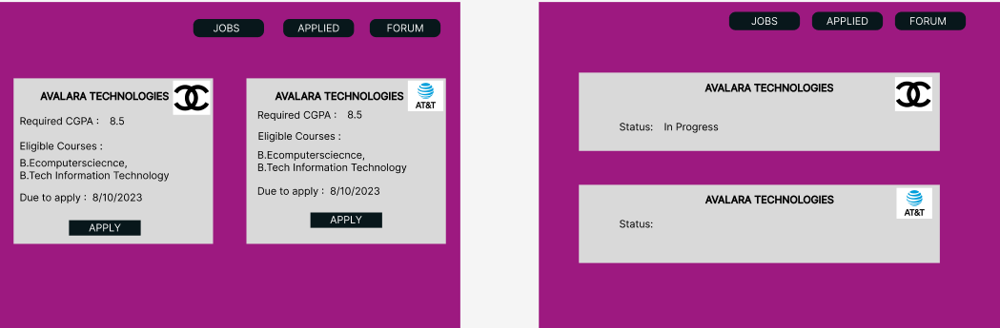 JOBS APPLIED FORUM
AVALARA TECHNOLOGIES
Required CGPA : 8.5
Eligible Courses :
B.Ecomputersciecnce,
B.Tech Information Technology
Due to apply : 8/10/2023
APPLY
AVALARA TECHNOLOGIES
AT&T
Required CGPA : 8.5
Eligible Courses :
B.Ecomputersciecnce,
B.Tech Information Technology
Due to apply : 8/10/2023
APPLY
JOBS APPLIED FORUM
AVALARA TECHNOLOGIES
Status: In Progress
AVALARA TECHNOLOGIES
AT&T
Status: